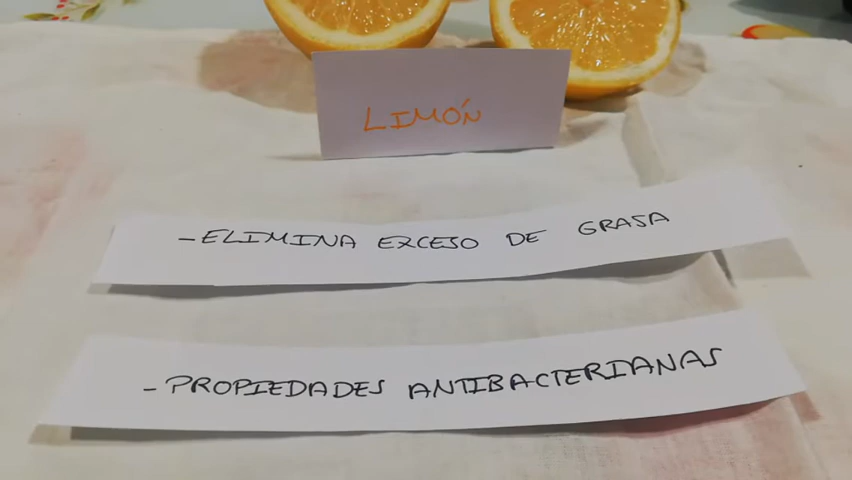 LIMÓN
- ELIMINA EXCESO DE GRASA
- PROPIEDADES ANTIBACTERIANAS